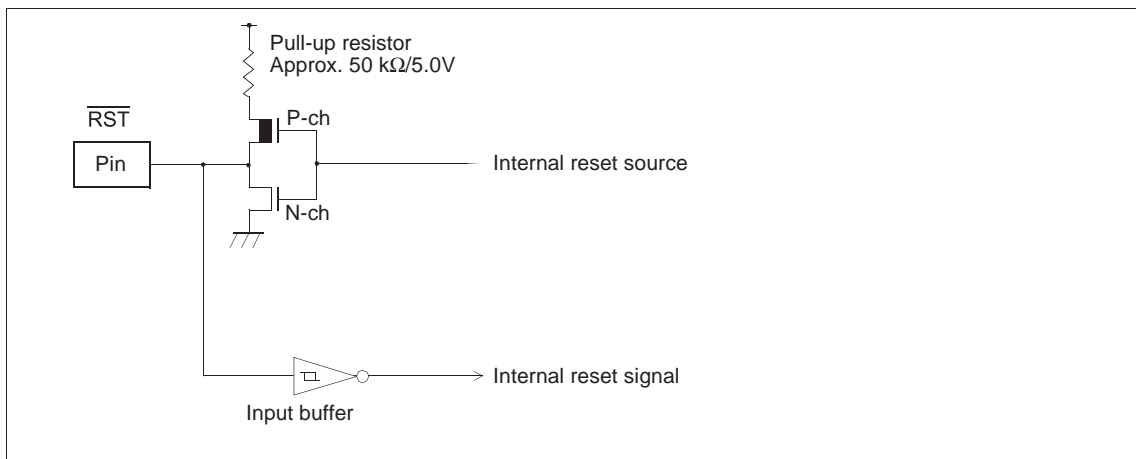 Pull-up resistor
Approx. 50 kΩ/5.0V
RST
P-ch
Pin
Internal reset source
N-ch
Internal reset signal
Input buffer